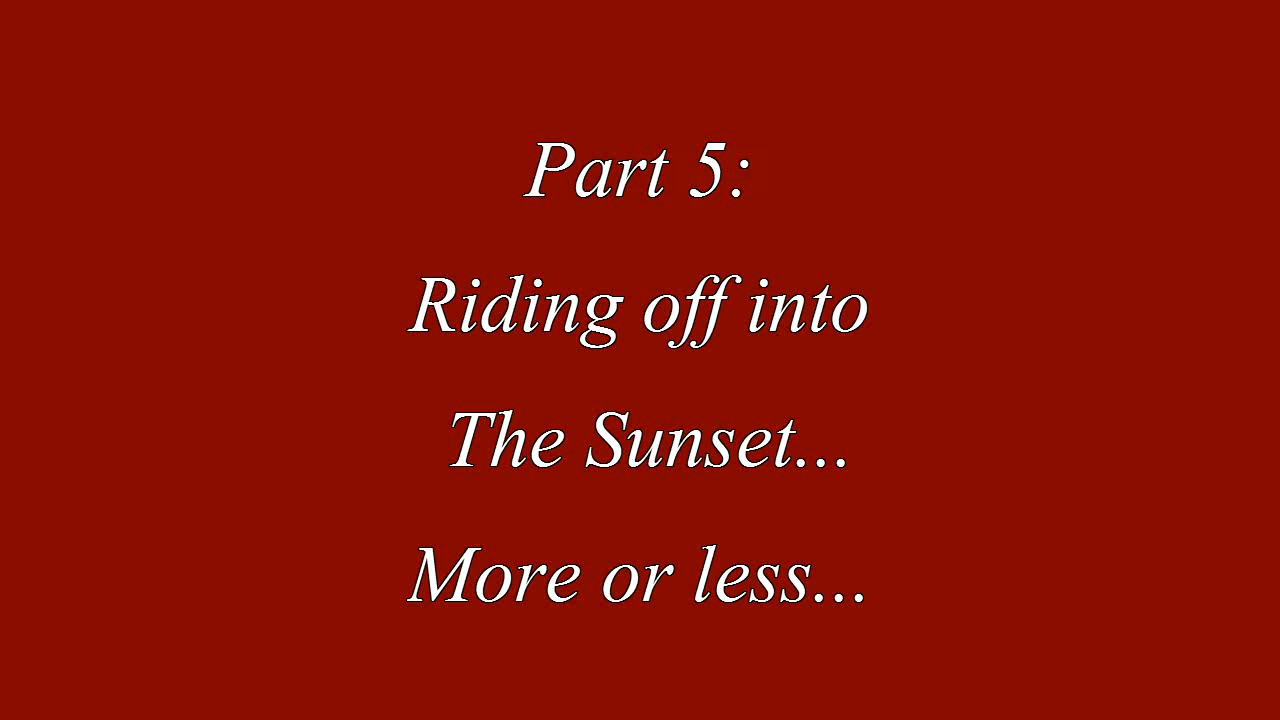 Part 5:
Riding off into
The Sunset...
More or less...